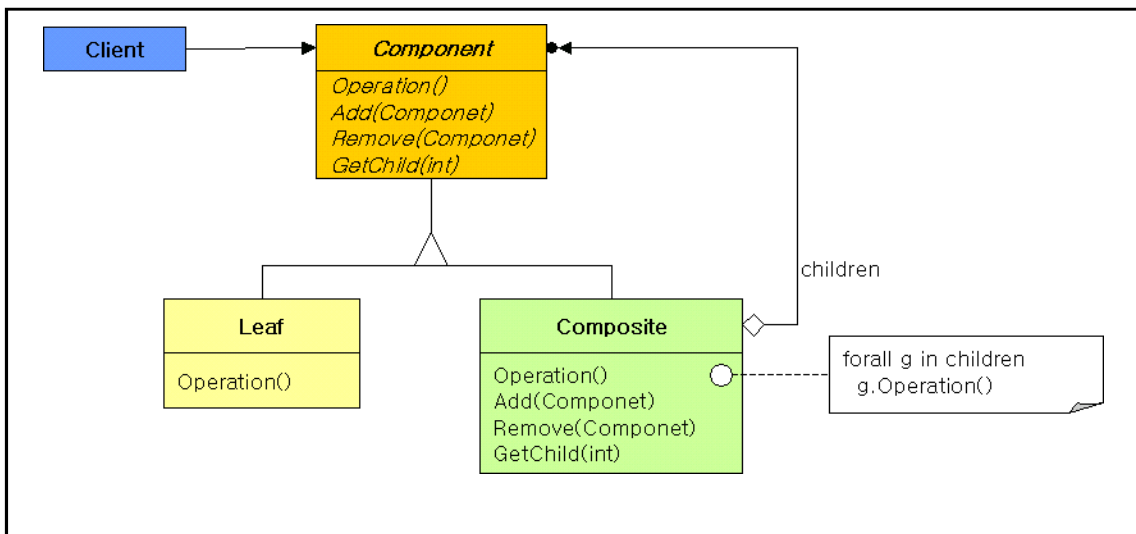 Client
Component
Operation()
Add(Componet)
Remove(Componet)
GetChild(int)
children
Leaf
Operation()
Composite
Operation()
Add(Componet)
Remove(Componet)
GetChild(int)
forall g in children
g.Operation()